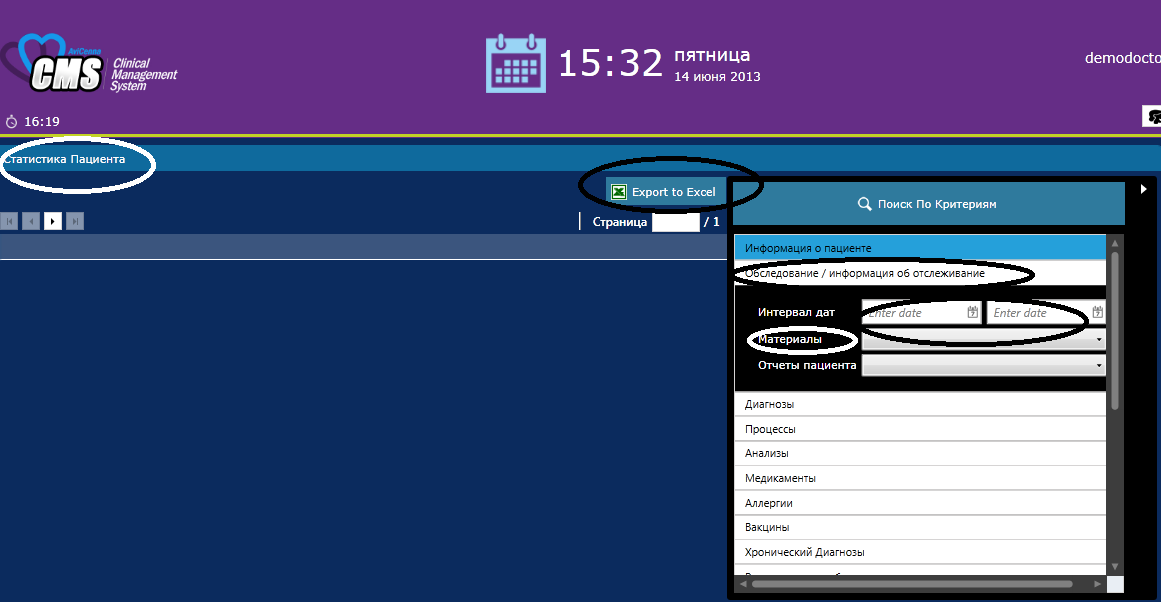 AviCenna
CMS
Clinical
Management
System
15:32
пятница
14 июня 2013
demodocto
16:19
Статистика Пациента
Export to Excel
Поиск По Критериям
Страница / 1
Информация о пациенте
Обследование / информация об отслеживание
Интервал дат Enter date Enter date
Материалы
Отчеты пациента
Диагнозы
Процессы
Анализы
Медикаменты
Аллергии
Вакцины
Хронический Диагнозы